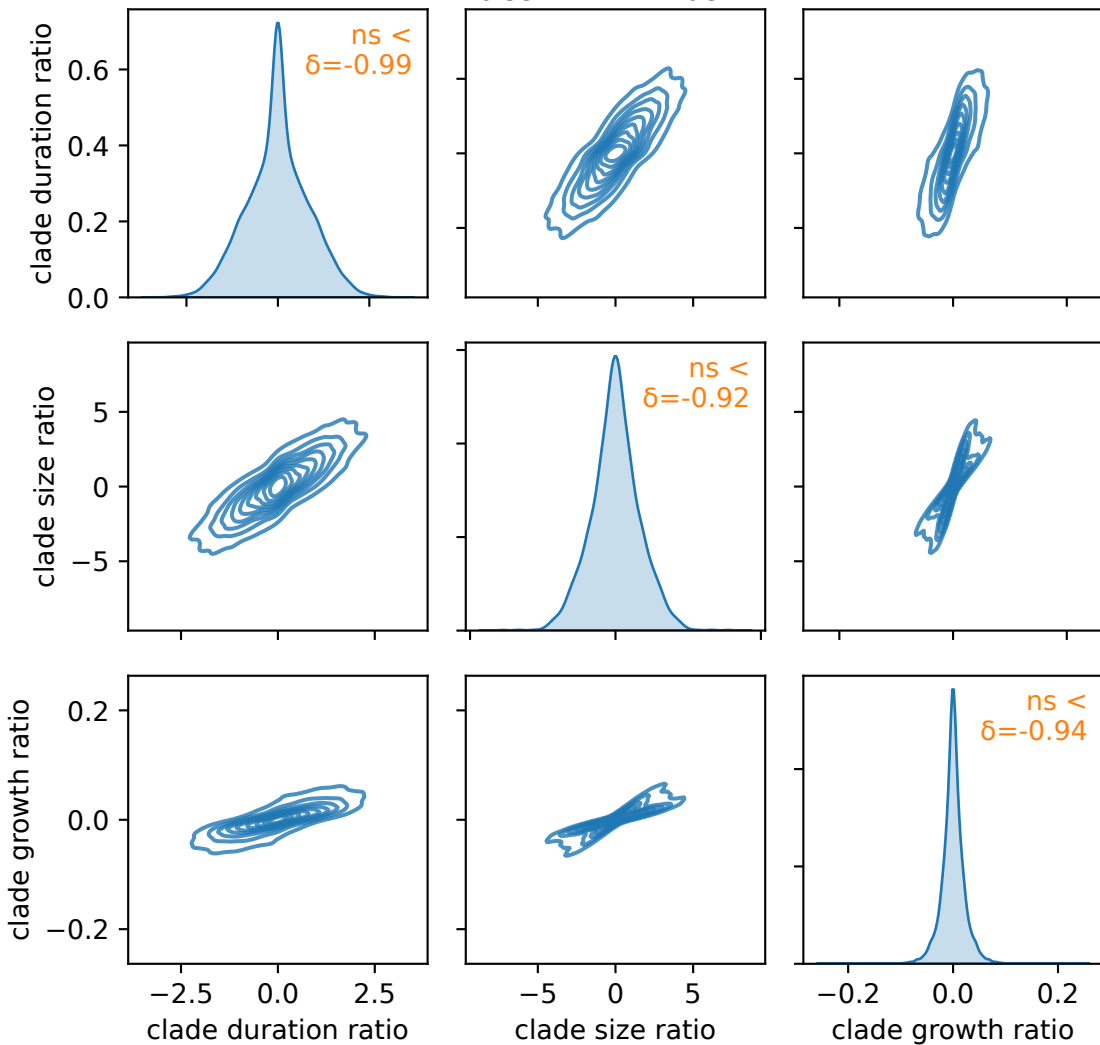 clade duration ratio
0.6
0.4
0.2
0.0
ns <
δ=-0.99
clade size ratio
5
0
−5
ns <
δ=-0.92
clade growth ratio
0.2
0.0
−0.2
ns <
δ=-0.94
−2.5 0.0 2.5
−5 0 5
−0.2 0.0 0.2
clade duration ratio
clade size ratio
clade growth ratio